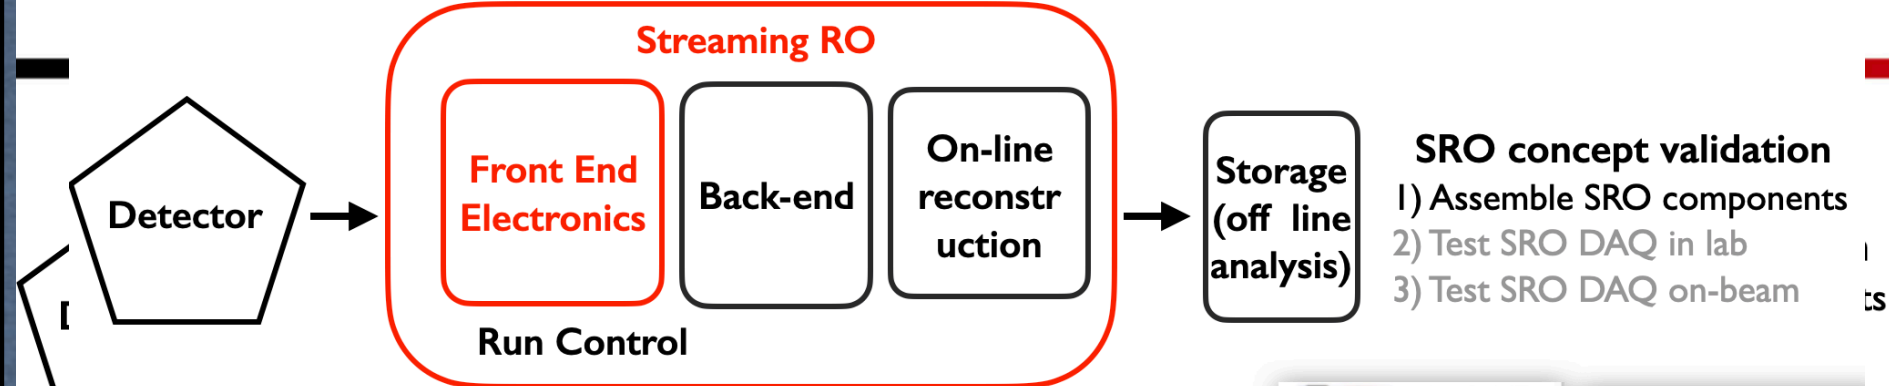 Streaming RO
Detector
Front End
Electronics
Back-end
On-line
reconstr
uction
Run Control
Storage
(off line
analysis)
SRO concept validation
1) Assemble SRO components
2) Test SRO DAQ in lab
3) Test SRO DAQ on-beam
ts